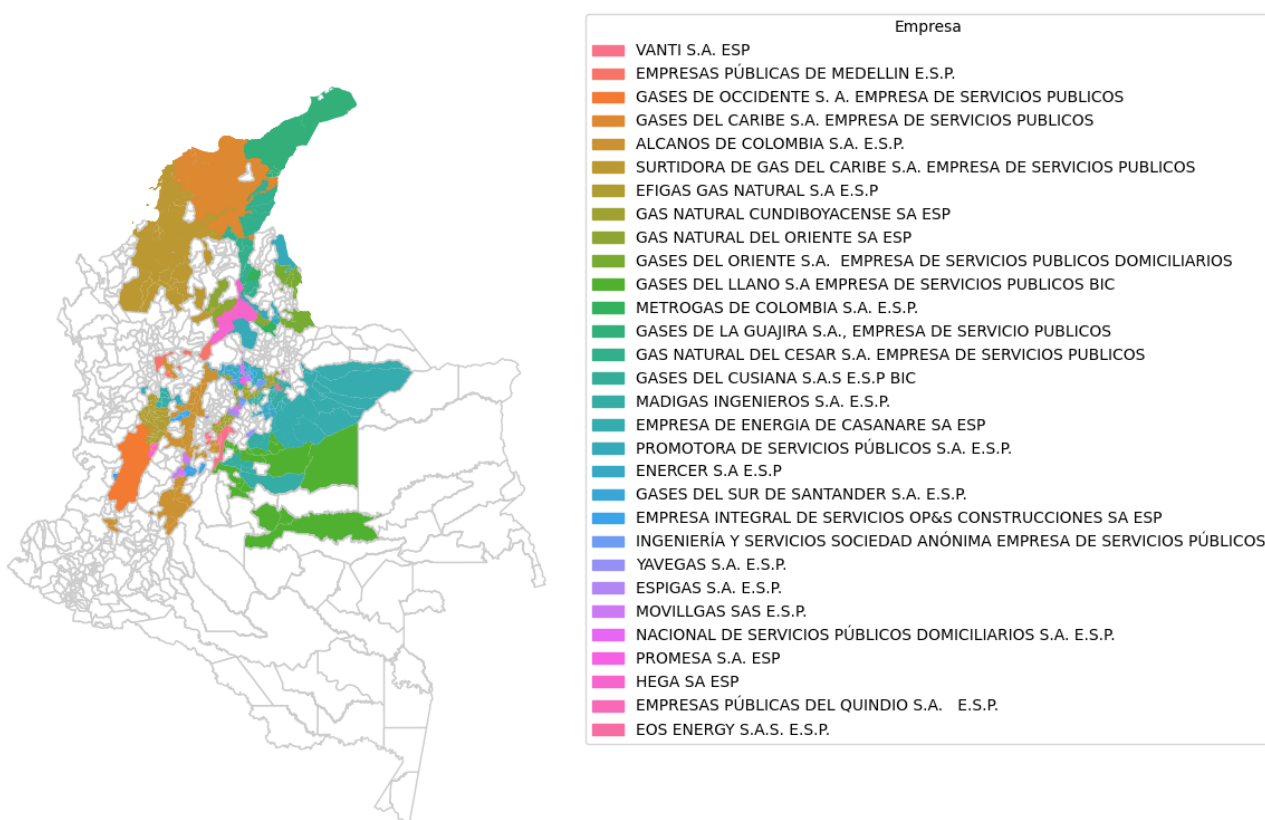 Empresa
VANTI S.A. ESP
EMPRESAS PÚBLICAS DE MEDELLIN E.S.P.
GASES DE OCCIDENTE S. A. EMPRESA DE SERVICIOS PUBLICOS
GASES DEL CARIBE S.A. EMPRESA DE SERVICIOS PUBLICOS
ALCANOS DE COLOMBIA S.A. E.S.P.
SURTIDORA DE GAS DEL CARIBE S.A. EMPRESA DE SERVICIOS PUBLICOS
EFIGAS GAS NATURAL S.A E.S.P
GAS NATURAL CUNDIBOYACENSE SA ESP
GAS NATURAL DEL ORIENTE SA ESP
GASES DEL ORIENTE S.A.  EMPRESA DE SERVICIOS PUBLICOS DOMICILIARIOS
GASES DEL LLANO S.A EMPRESA DE SERVICIOS PUBLICOS BIC
METROGAS DE COLOMBIA S.A. E.S.P.
GASES DE LA GUAJIRA S.A., EMPRESA DE SERVICIO PUBLICOS
GAS NATURAL DEL CESAR S.A. EMPRESA DE SERVICIOS PUBLICOS
GASES DEL CUSIANA S.A.S E.S.P BIC
MADIGAS INGENIEROS S.A. E.S.P.
EMPRESA DE ENERGIA DE CASANARE SA ESP
PROMOTORA DE SERVICIOS PÚBLICOS S.A. E.S.P.
ENERCER S.A E.S.P
GASES DEL SUR DE SANTANDER S.A. E.S.P.
EMPRESA INTEGRAL DE SERVICIOS OP&S CONSTRUCCIONES SA ESP
INGENIERÍA Y SERVICIOS SOCIEDAD ANÓNIMA EMPRESA DE SERVICIOS PÚBLICOS
YAVEGAS S.A. E.S.P.
ESPIGAS S.A. E.S.P.
MOVILLGAS SAS E.S.P.
NACIONAL DE SERVICIOS PÚBLICOS DOMICILIARIOS S.A. E.S.P.
PROMESA S.A. ESP
HEGA SA ESP
EMPRESAS PÚBLICAS DEL QUINDIO S.A.   E.S.P.
EOS ENERGY S.A.S. E.S.P.